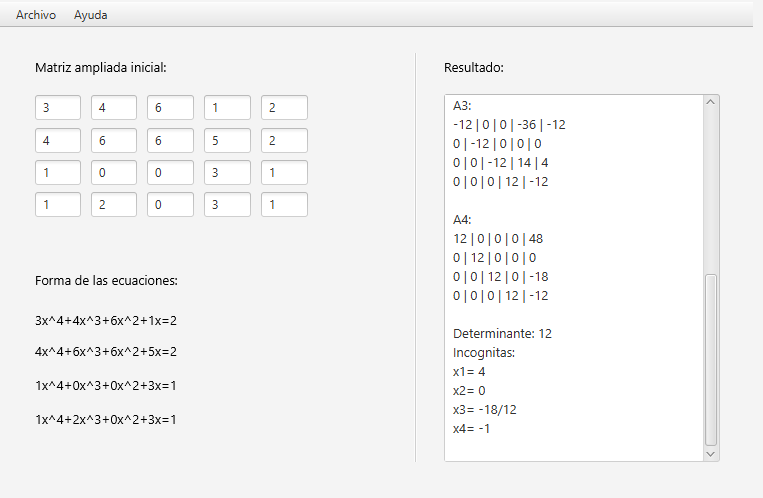 Archivo Ayuda
Matriz ampliada inicial:
3 4 6 1 2
4 6 6 5 2
1 0 0 3 1
1 2 0 3 1
Forma de las ecuaciones:
3x^4+4x^3+6x^2+1x=2
4x^4+6x^3+6x^2+5x=2
1x^4+0x^3+0x^2+3x=1
1x^4+2x^3+0x^2+3x=1
Resultado:
A3:
-12 | 0 | 0 | -36 | -12
0 | -12 | 0 | 0 | 0
0 | 0 | -12 | 14 | 4
0 | 0 | 0 | 12 | -12
A4:
12 | 0 | 0 | 0 | 48
0 | 12 | 0 | 0 | 0
0 | 0 | 12 | 0 | -18
0 | 0 | 0 | 12 | -12
Determinante: 12
Incognitas:
x1= 4
x2= 0
x3= -18/12
x4= -1